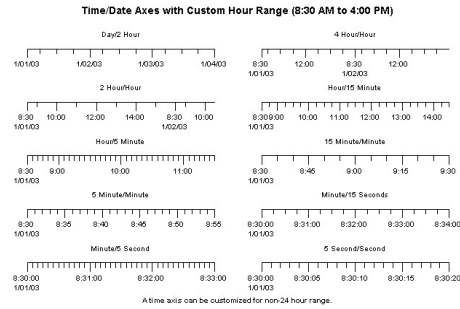 Time/Date Axes with Custom Hour Range (8:30 AM to 4:00 PM)
Day/2 Hour
1/01/03 1/02/03 1/03/03 1/04/03
4 Hour/Hour
8:30 12:00 8:30 12:00
1/01/03 1/02/03
2 Hour/Hour
8:30 10:00 12:00 14:00 8:30 10:00
1/01/03 1/02/03
Hour/15 Minute
8:30 9:00 10:00 11:00 12:00 13:00 14:00
1/01/03
Hour/5 Minute
8:30 9:00 10:00 11:00
1/01/03
15 Minute/Minute
8:30 8:45 9:00 9:15 9:30
1/01/03
5 Minute/Minute
8:30 8:35 8:40 8:45 8:50 8:55
1/01/03
Minute/15 Seconds
8:30:00 8:31:00 8:32:00 8:33:00 8:34:00
1/01/03
Minute/5 Second
8:30:00 8:31:00 8:32:00 8:33:00
1/01/03
5 Second/Second
8:30:00 8:30:05 8:30:10 8:30:15 8:30:20
1/01/03
A time axis can be customized for non-24 hour range.